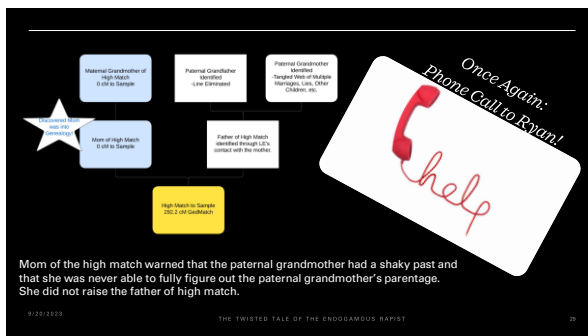 Maternal Grandmother of
High Match
0 cM to Sample
Paternal Grandfather
Identified
-Line Eliminated
Paternal Grandmother
Identified
-Tangled Web of Multiple
Marriages, Lies, Other
Children, etc.
Discovered Mom
was into
Genealogy!
Mom of High Match
0 cM to Sample
Father of High Match
identified through LE's
contact with the mother.
High Match to Sample
282.2 cM GedMatch
Once Again:
Phone Call to Ryan!
help
Mom of the high match warned that the paternal grandmother had a shaky past and
that she was never able to fully figure out the paternal grandmother's parentage.
She did not raise the father of high match.
9/20/2023
THE TWISTED TALE OF THE ENDOGAMOUS RAPIST